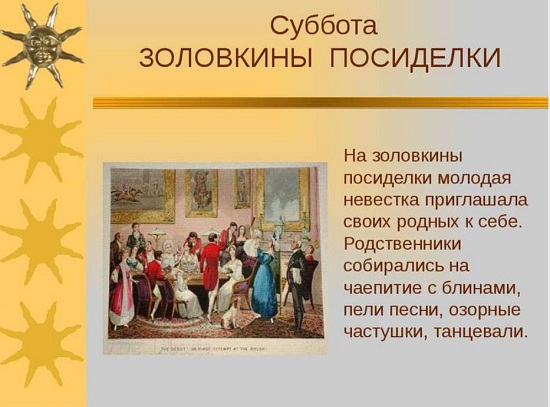 Суббота
ЗОЛОВКИНЫ ПОСИДЕЛКИ
На золовкины
посиделки молодая
невестка приглашала
своих родных к себе.
Родственники
собирались на
чаепитие с блинами,
пели песни, озорные
частушки, танцевали.